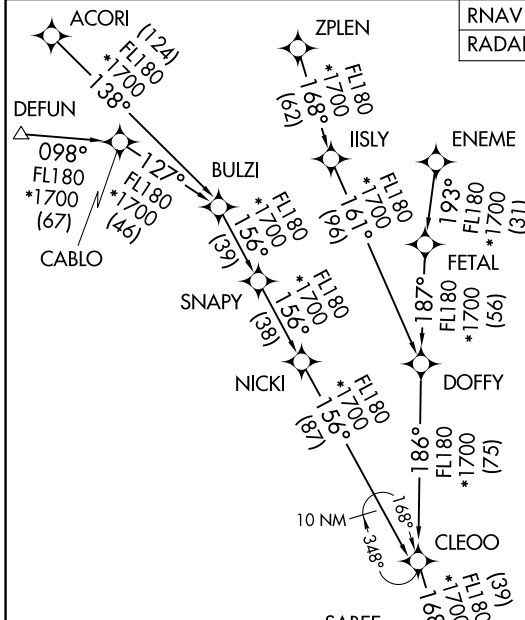 RNAV
RADAR
ACORI
138°
FL180
*1700
(124)
ZPLEN
168°
FL180
*1700
(62)
DEFUN
098°
FL180
*1700
(67)
CABLO
127°
FL180
*1700
(46)
IISLY
161°
FL180
*1700
(96)
ENEME
193°
FL180
*1700
(31)
BULZI
156°
FL180
*1700
(39)
FETAL
187°
FL180
*1700
(56)
SNAPY
156°
FL180
*1700
(38)
NICKI
156°
FL180
*1700
(87)
DOFFY
186°
FL180
*1700
(75)
10 NM
168°
348°
CLEOO
FL180
*1700
(39)